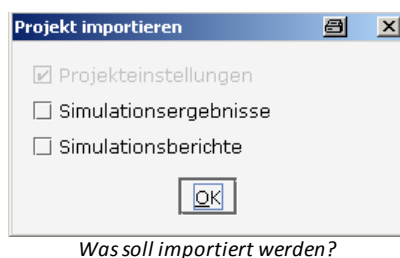 Projekt importieren
Projekteinstellungen
Simulationsergebnisse
Simulationsberichte
OK
Was soll importiert werden?